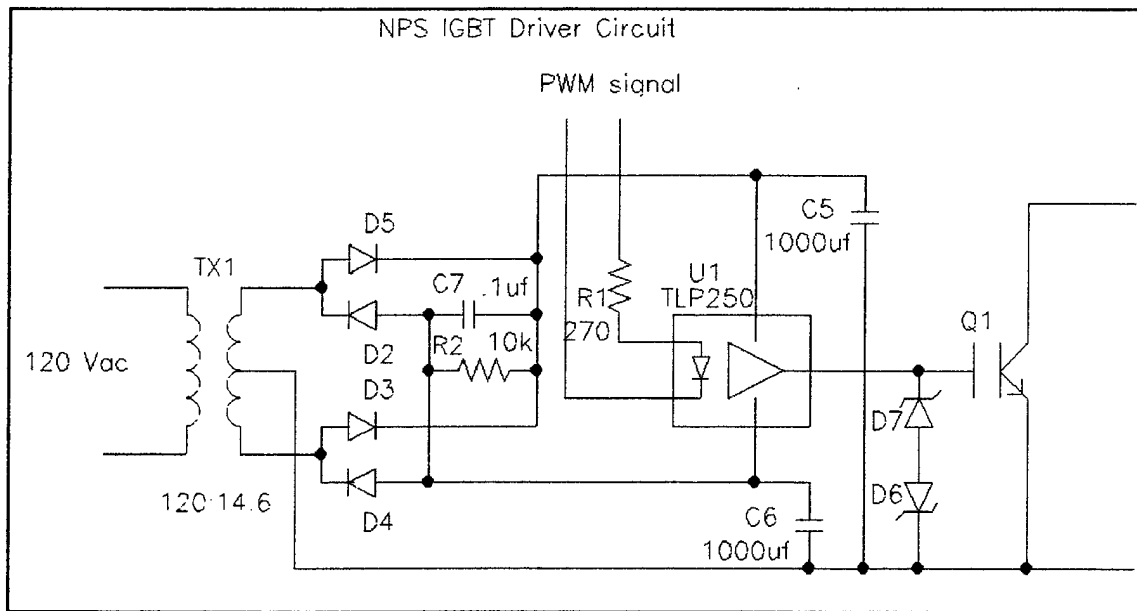 NPS IGBT Driver Circuit
PWM signal
D5
TX1
C7
.1uf
R1
270
U1
TLP250
C5
1000uf
Q1
120 Vac
D2
R2
10k
D3
D7
D6
120:14.6
D4
C6
1000uf